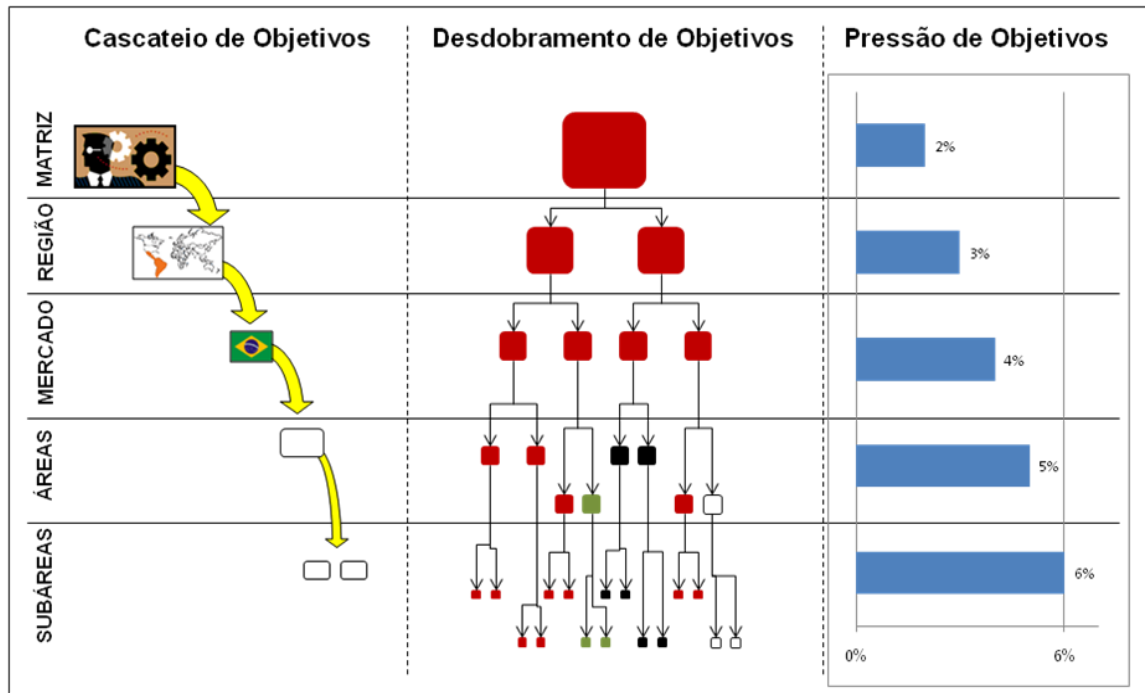 Cascateio de Objetivos
Desdobramento de Objetivos
Pressão de Objetivos
MATRIZ
2%
REGIÃO
3%
MERCADO
4%
ÁREAS
5%
SUBÁREAS
6%
0%
6%